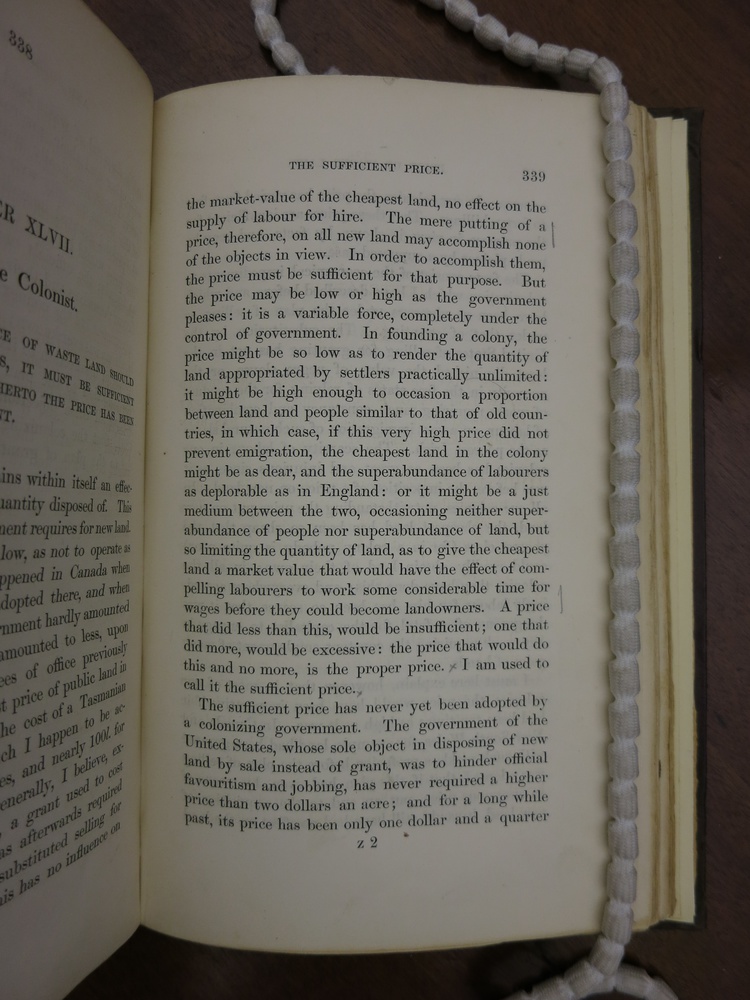 338
ER XLVII.
e Colonist.
CE OF WASTE LAND SHOULD
S, IT MUST BE SUFFICIENT
HERTO THE PRICE HAS BEEN
NT.
ins within itself an effec-
uantity disposed of. This
ment requires for new land.
low, as not to operate as
ppened in Canada when
dopted there, and when
rnment hardly amounted
amounted to less, upon
ees of office previously
t price of public land in
he cost of a Tasmanian
ch I happen to be ac-
es, and nearly 100l. for
enerally, I believe, ex-
a grant used to cost
as afterwards required
substituted selling for
his has no influence on
THE SUFFICIENT PRICE.
339
the market-value of the cheapest land, no effect on the
supply of labour for hire. The mere putting of a
price, therefore, on all new land may accomplish none
of the objects in view. In order to accomplish them,
the price must be sufficient for that purpose. But
the price may be low or high as the government
pleases: it is a variable force, completely under the
control of government. In founding a colony, the
price might be so low as to render the quantity of
land appropriated by settlers practically unlimited:
it might be high enough to occasion a proportion
between land and people similar to that of old coun-
tries, in which case, if this very high price did not
prevent emigration, the cheapest land in the colony
might be as dear, and the superabundance of labourers
as deplorable as in England: or it might be a just
medium between the two, occasioning neither super-
abundance of people nor superabundance of land, but
so limiting the quantity of land, as to give the cheapest
land a market value that would have the effect of com-
pelling labourers to work some considerable time for
wages before they could become landowners. A price
that did less than this, would be insufficient; one that
did more, would be excessive: the price that would do
this and no more, is the proper price. I am used to
call it the sufficient price.
The sufficient price has never yet been adopted by
a colonizing government. The government of the
United States, whose sole object in disposing of new
land by sale instead of grant, was to hinder official
favouritism and jobbing, has never required a higher
price than two dollars an acre; and for a long while
past, its price has been only one dollar and a quarter
z 2